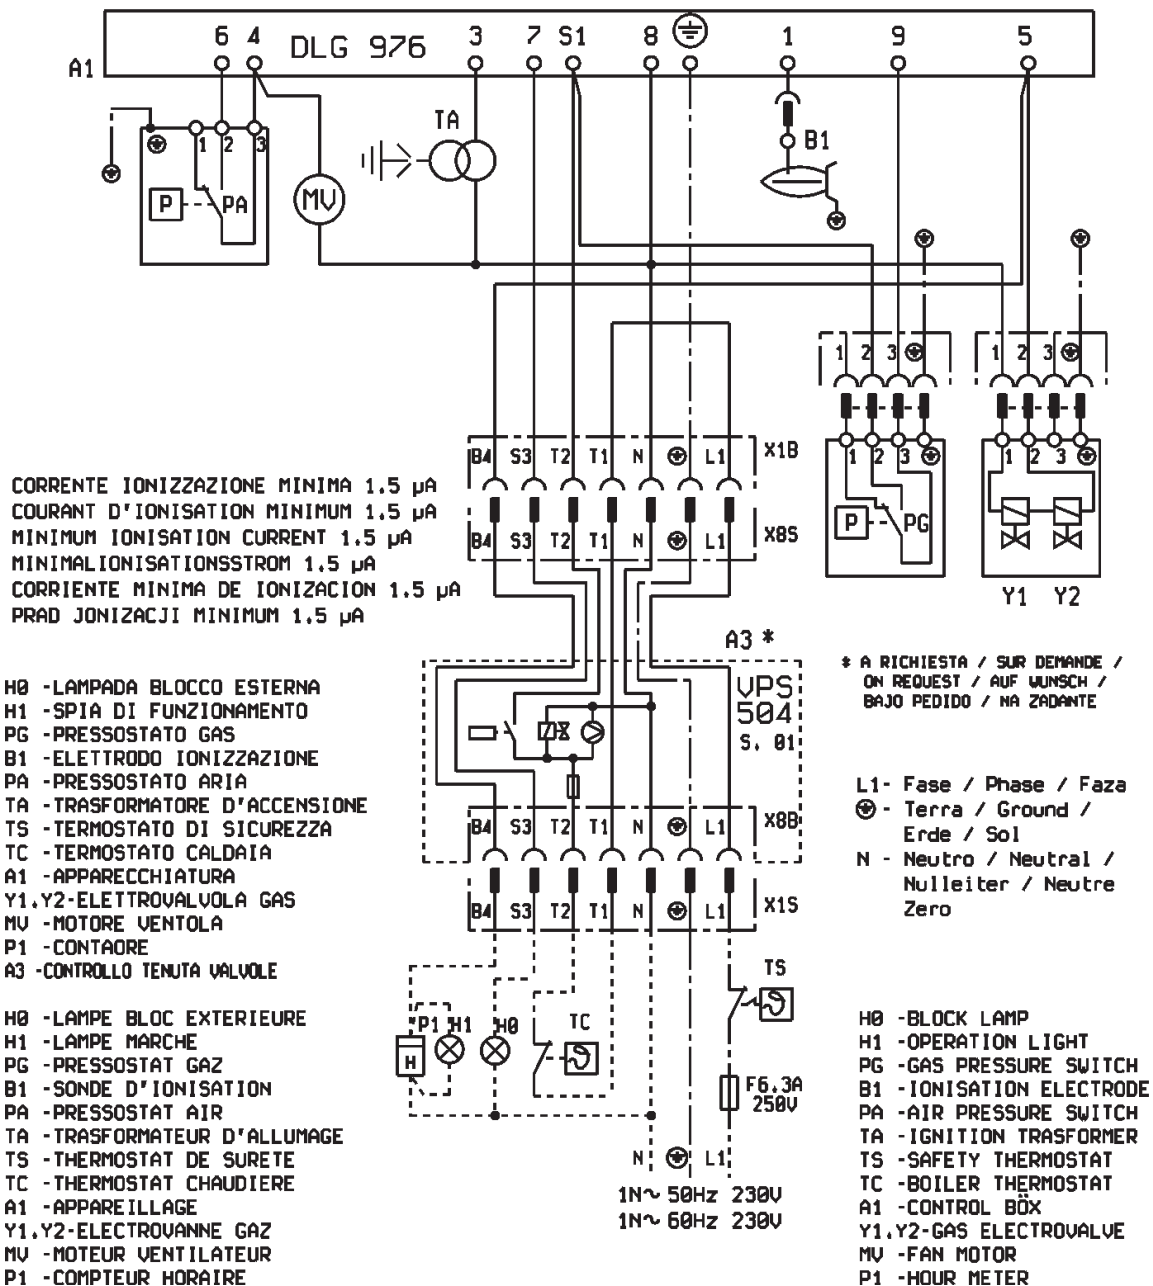 6 4 DLG 976 3 7 S1 8 1 9 5
A1
TA
B1
1 2 3
P PA
MV
1 2 3
1 2 3
B4 S3 T2 T1 N L1 X1B
B4 S3 T2 T1 N L1 X8S
1 2 3
1 2 3
P PG
Y1 Y2
CORRENTE IONIZZAZIONE MINIMA 1.5 µA
COURANT D'IONISATION MINIMUM 1.5 µA
MINIMUM IONISATION CURRENT 1.5 µA
MINIMALIONISATIONSSTROM 1.5 µA
CORRIENTE MINIMA DE IONIZACION 1.5 µA
PRAD JONIZACJI MINIMUM 1.5 µA
A3 *
VPS
504
S. 01
* A RICHIESTA / SUR DEMANDE /
ON REQUEST / AUF WUNSCH /
BAJO PEDIDO / NA ZADANTE
H0 -LAMPADA BLOCCO ESTERNA
H1 -SPIA DI FUNZIONAMENTO
PG -PRESSOSTATO GAS
B1 -ELETTRODO IONIZZAZIONE
PA -PRESSOSTATO ARIA
TA -TRASFORMATORE D'ACCENSIONE
TS -TERMOSTATO DI SICUREZZA
TC -TERMOSTATO CALDAIA
A1 -APPARECCHIATURA
Y1.Y2-ELETTROVALVOLA GAS
MV -MOTORE VENTOLA
P1 -CONTAORE
A3 -CONTROLLO TENUTA VALVOLE
L1- Fase / Phase / Faza
- Terra / Ground /
Erde / Sol
N - Neutro / Neutral /
Nulleiter / Neutre
Zero
B4 S3 T2 T1 N L1 X8B
B4 S3 T2 T1 N L1 X1S
TS
P1 H1 H0 TC
H
F6.3A
250V
N L1
1N~ 50Hz 230V
1N~ 60Hz 230V
H0 -LAMPE BLOC EXTERIEURE
H1 -LAMPE MARCHE
PG -PRESSOSTAT GAZ
B1 -SONDE D'IONISATION
PA -PRESSOSTAT AIR
TA -TRASFORMATEUR D'ALLUMAGE
TS -THERMOSTAT DE SURETE
TC -THERMOSTAT CHAUDIERE
A1 -APPAREILLAGE
Y1.Y2-ELECTROVANNE GAZ
MV -MOTEUR VENTILATEUR
P1 -COMPTEUR HORAIRE
H0 -BLOCK LAMP
H1 -OPERATION LIGHT
PG -GAS PRESSURE SWITCH
B1 -IONISATION ELECTRODE
PA -AIR PRESSURE SWITCH
TA -IGNITION TRASFORMER
TS -SAFETY THERMOSTAT
TC -BOILER THERMOSTAT
A1 -CONTROL BÖX
Y1.Y2-GAS ELECTROVALVE
MV -FAN MOTOR
P1 -HOUR METER